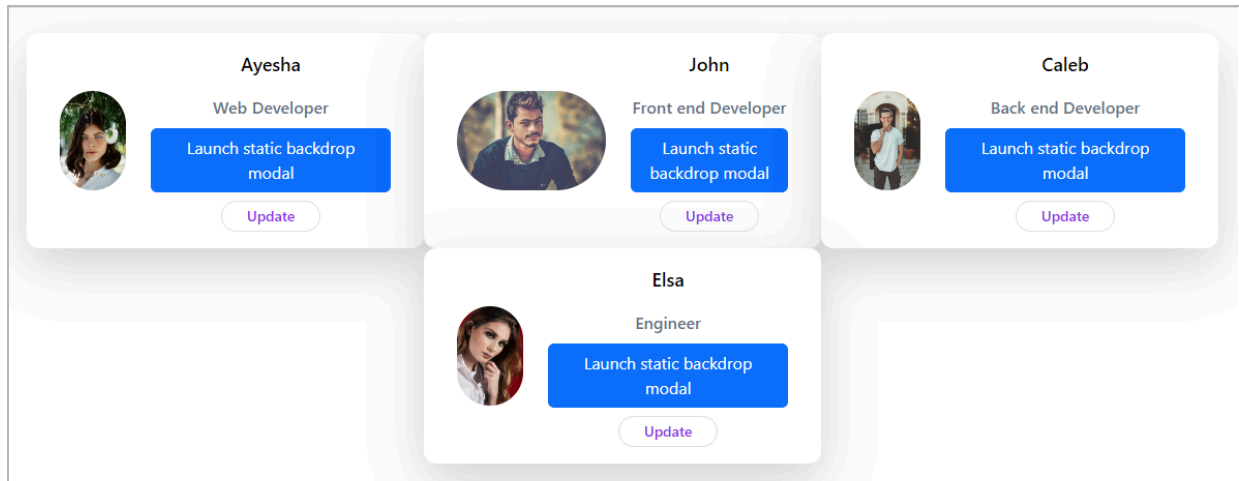 Ayesha
Web Developer
Launch static backdrop
modal
Update
John
Front end Developer
Launch static
backdrop modal
Update
Caleb
Back end Developer
Launch static backdrop
modal
Update
Elsa
Engineer
Launch static backdrop
modal
Update